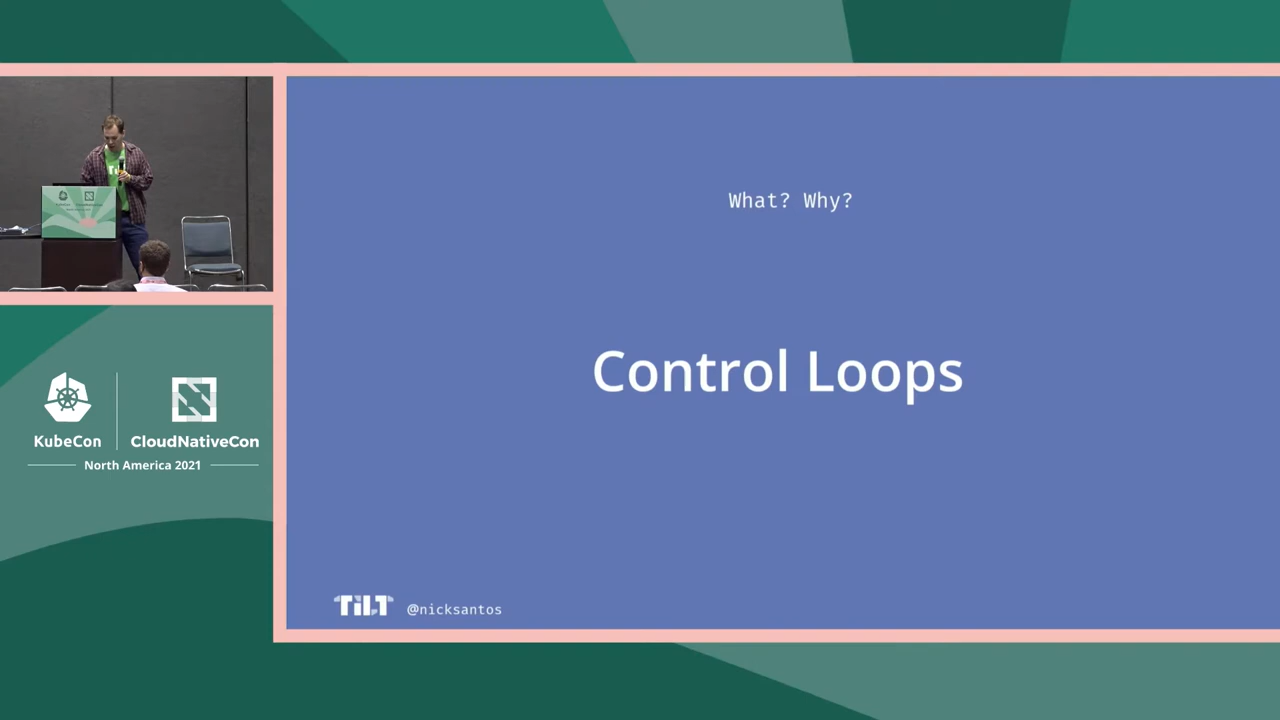 What? Why?
Control Loops
TILT @nicksantos
KubeCon
CloudNativeCon
North America 2021